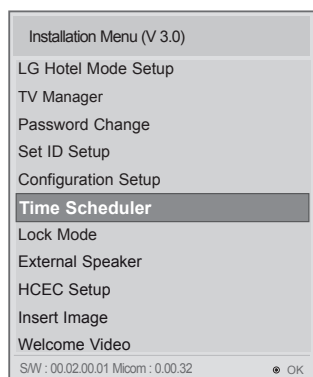 Installation Menu (V 3.0)
LG Hotel Mode Setup
TV Manager
Password Change
Set ID Setup
Configuration Setup
Time Scheduler
Lock Mode
External Speaker
HCEC Setup
Insert Image
Welcome Video
S/W : 00.02.00.01 Micom : 0.00.32 OK